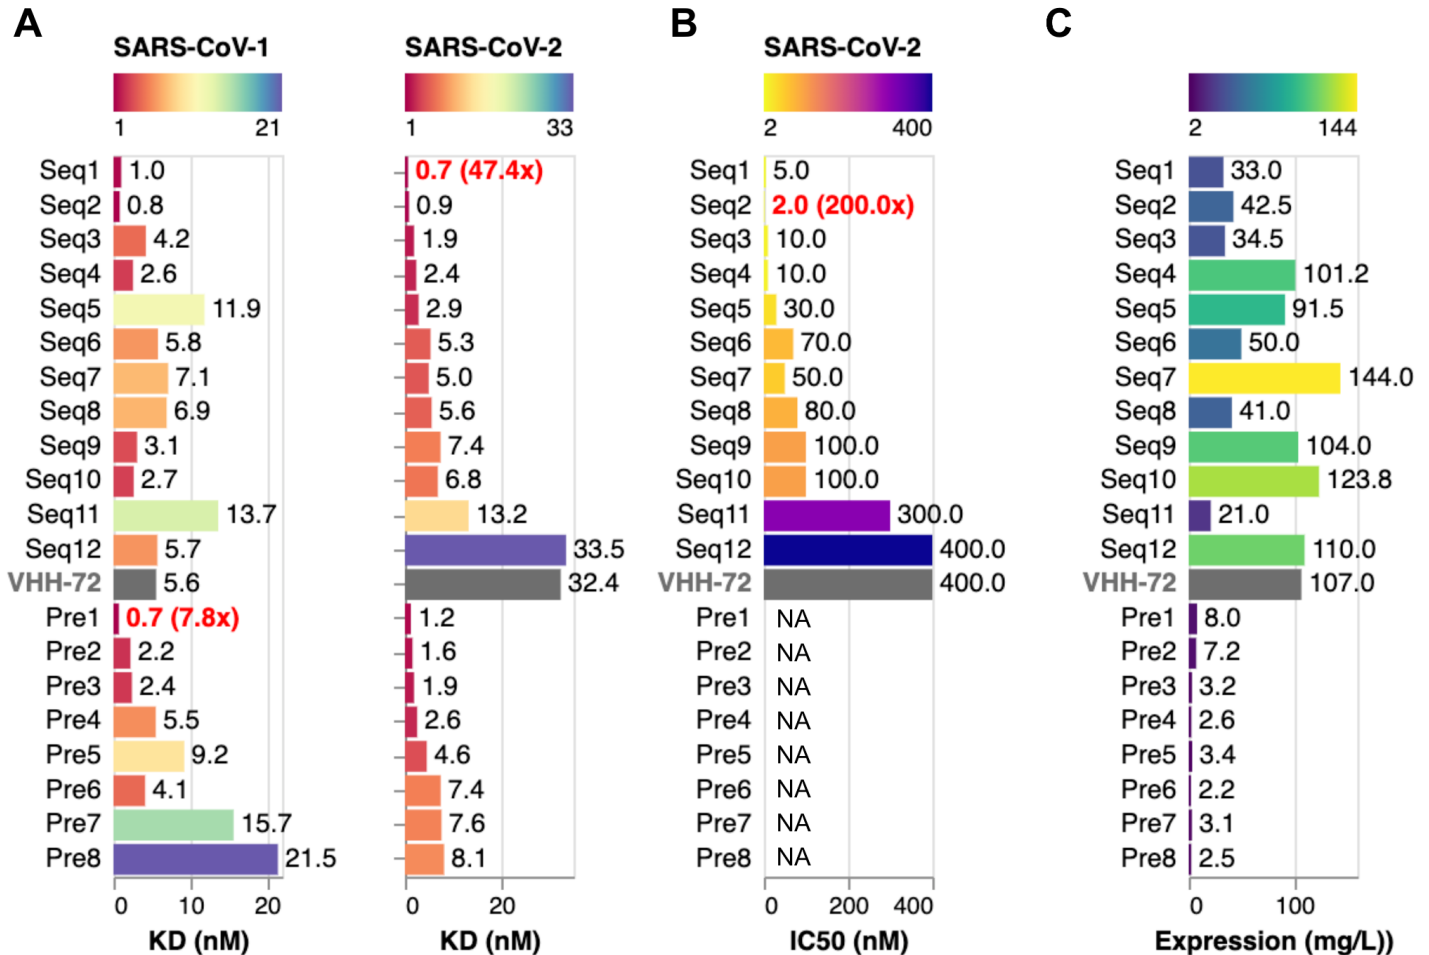 A
SARS-CoV-1
1 21
Seq1 1.0
Seq2 0.8
Seq3 4.2
Seq4 2.6
Seq5 11.9
Seq6 5.8
Seq7 7.1
Seq8 6.9
Seq9 3.1
Seq10 2.7
Seq11 13.7
Seq12 5.7
VHH-72 5.6
Pre1 0.7 (7.8x)
Pre2 2.2
Pre3 2.4
Pre4 5.5
Pre5 9.2
Pre6 4.1
Pre7 15.7
Pre8 21.5
0 10 20
KD (nM)
SARS-CoV-2
1 33
0.7 (47.4x)
0.9
1.9
2.4
2.9
5.3
5.0
5.6
7.4
6.8
13.2
33.5
32.4
1.2
1.6
1.9
2.6
4.6
7.4
7.6
8.1
0 20
KD (nM)
B
SARS-CoV-2
2 400
Seq1 5.0
Seq2 2.0 (200.0x)
Seq3 10.0
Seq4 10.0
Seq5 30.0
Seq6 70.0
Seq7 50.0
Seq8 80.0
Seq9 100.0
Seq10 100.0
Seq11 300.0
Seq12 400.0
VHH-72 400.0
Pre1 NA
Pre2 NA
Pre3 NA
Pre4 NA
Pre5 NA
Pre6 NA
Pre7 NA
Pre8 NA
0 200 400
IC50 (nM)
C
2 144
Seq1 33.0
Seq2 42.5
Seq3 34.5
Seq4 101.2
Seq5 91.5
Seq6 50.0
Seq7 144.0
Seq8 41.0
Seq9 104.0
Seq10 123.8
Seq11 21.0
Seq12 110.0
VHH-72 107.0
Pre1 8.0
Pre2 7.2
Pre3 3.2
Pre4 2.6
Pre5 3.4
Pre6 2.2
Pre7 3.1
Pre8 2.5
0 100
Expression (mg/L))